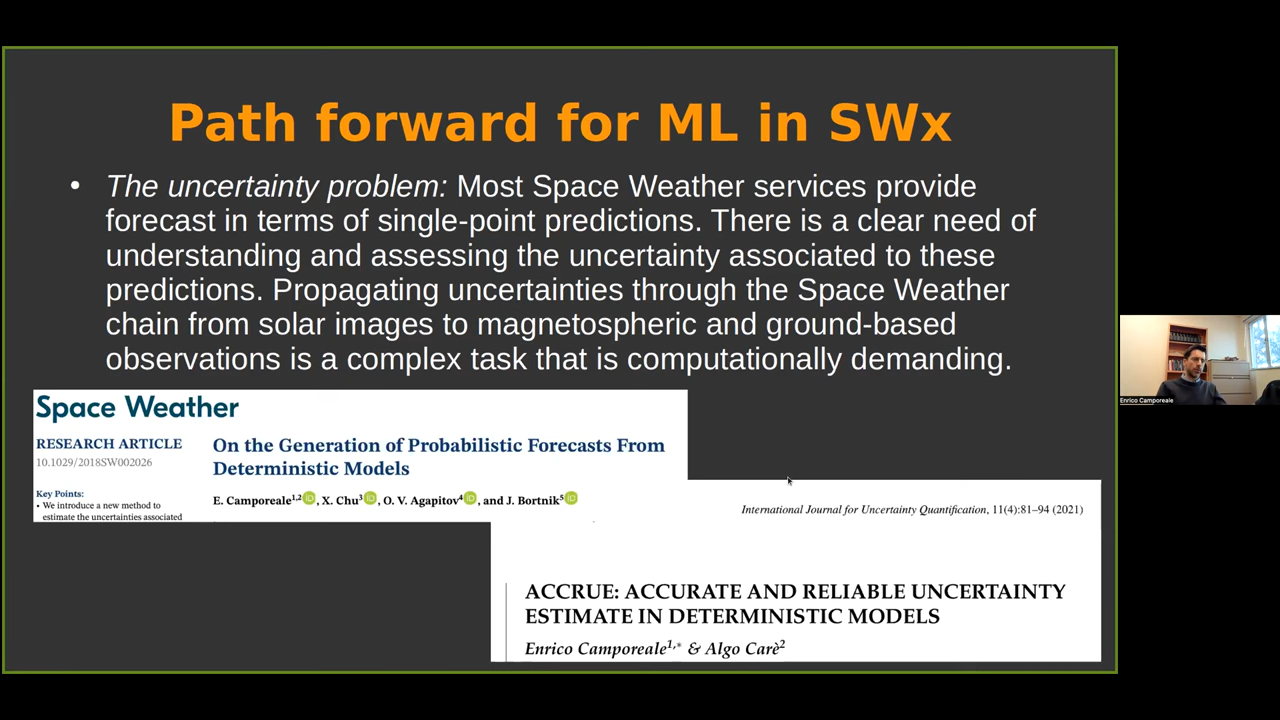 Path forward for ML in SWx
• The uncertainty problem: Most Space Weather services provide
forecast in terms of single-point predictions. There is a clear need of
understanding and assessing the uncertainty associated to these
predictions. Propagating uncertainties through the Space Weather
chain from solar images to magnetospheric and ground-based
observations is a complex task that is computationally demanding.
Space Weather
RESEARCH ARTICLE
10.1029/2018SW002026
Key Points:
• We introduce a new method to
estimate the uncertainties associated
On the Generation of Probabilistic Forecasts From
Deterministic Models
E. Camporeale1,2, X. Chu3, O. V. Agapitov4, and J. Bortnik5
International Journal for Uncertainty Quantification, 11(4):81–94 (2021)
ACCRUE: ACCURATE AND RELIABLE UNCERTAINTY
ESTIMATE IN DETERMINISTIC MODELS
Enrico Camporeale1,* & Algo Carè2
Enrico Camporeale